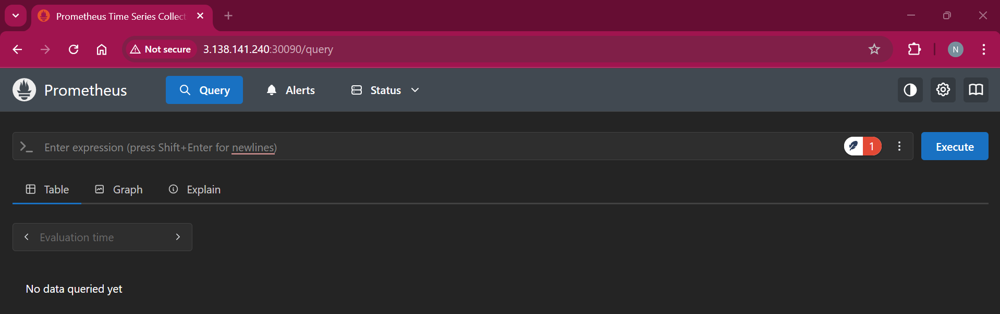 Prometheus Time Series Collect
Not secure 3.138.141.240:30090/query
N
Prometheus Query Alerts Status
Enter expression (press Shift+Enter for newlines) 1 Execute
Table Graph Explain
Evaluation time
No data queried yet